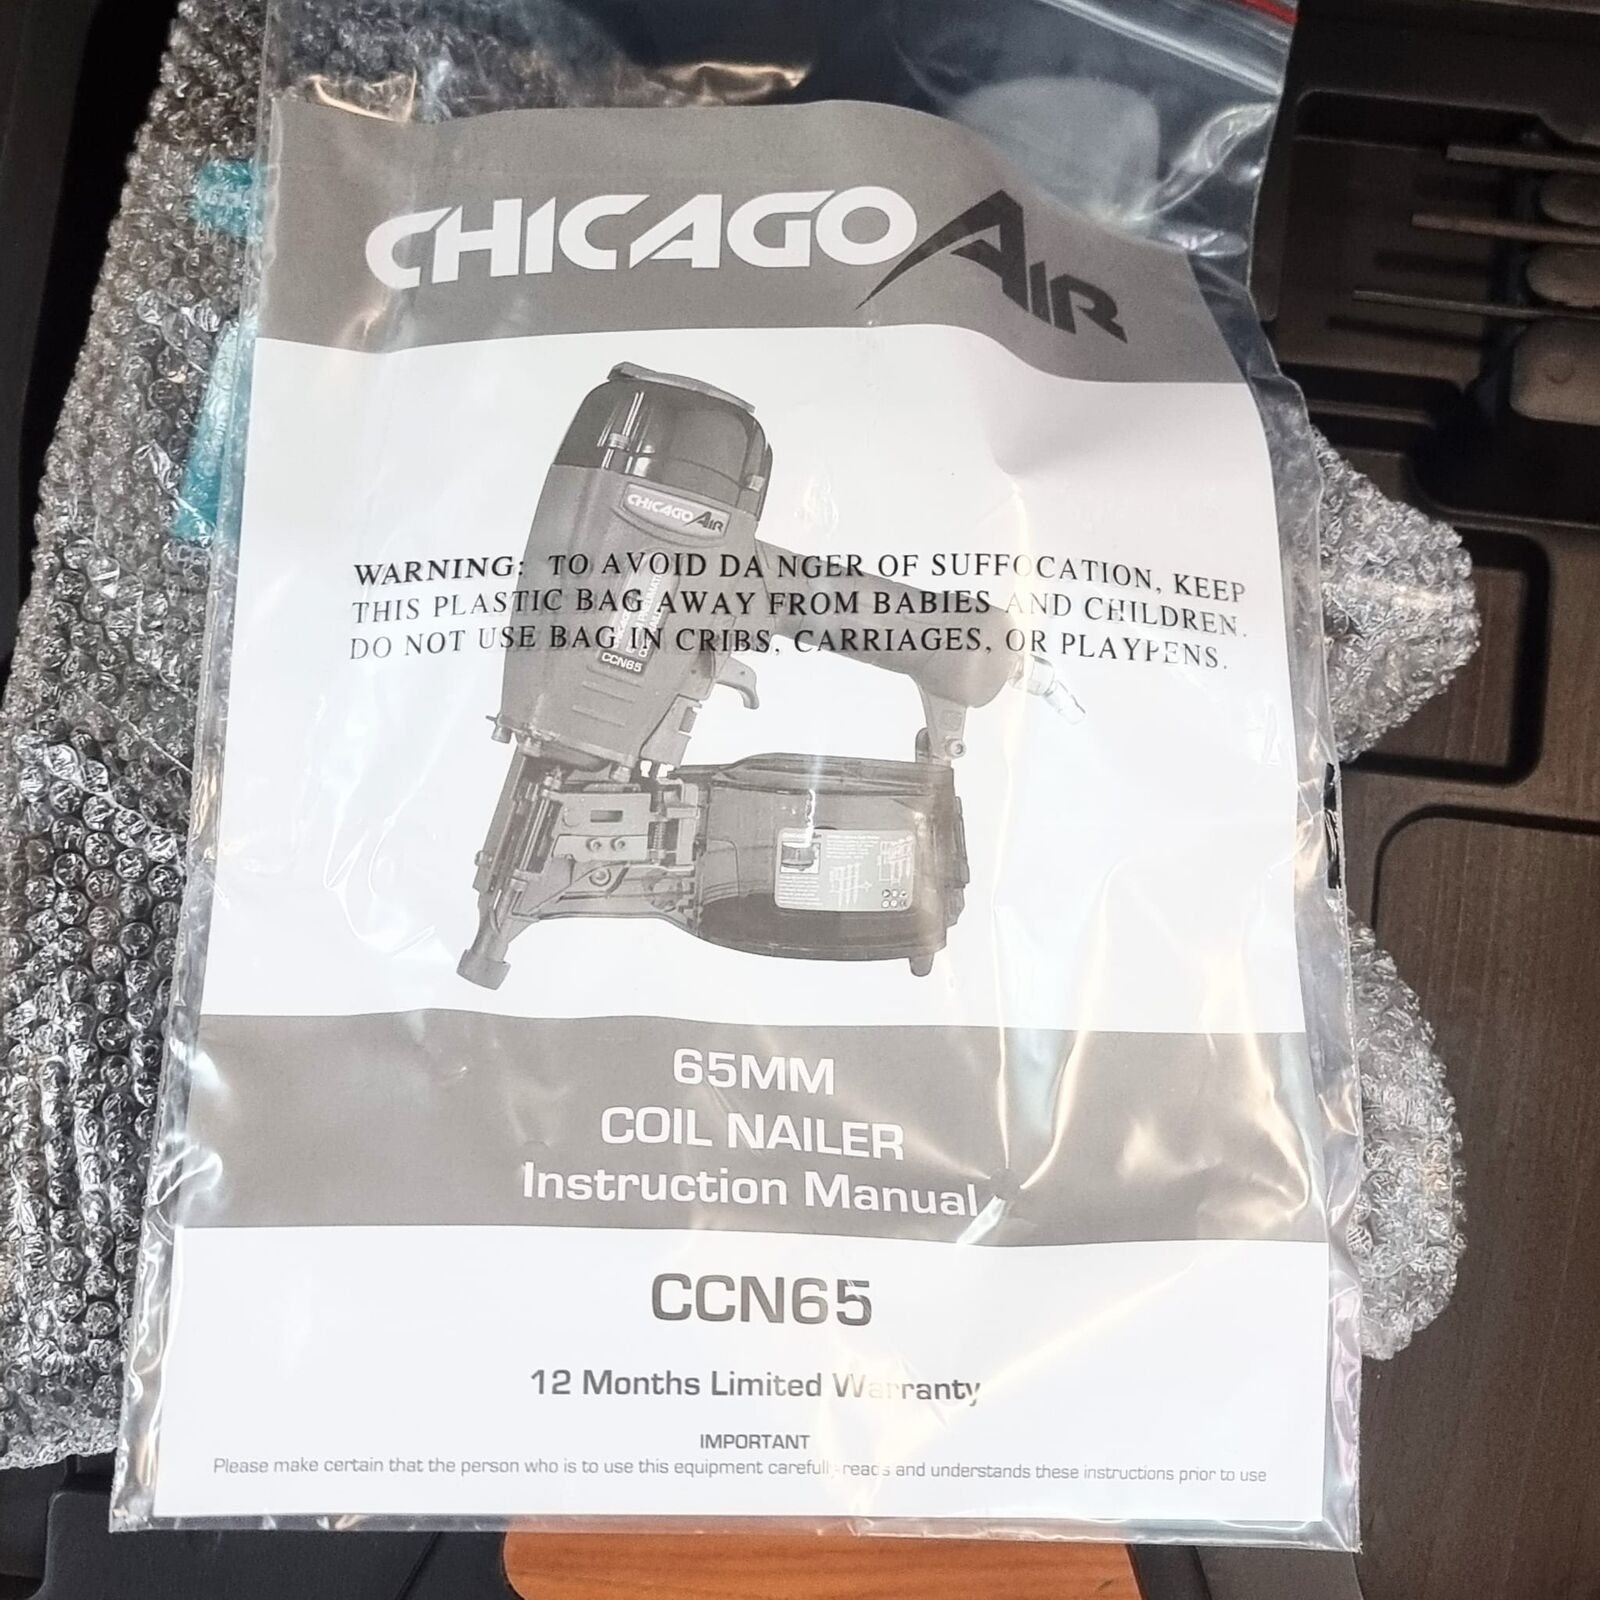 CHICAGO AIR
CHICAGO AIR
WARNING: TO AVOID DA NGER OF SUFFOCATION, KEEP
THIS PLASTIC BAG AWAY FROM BABIES AND CHILDREN.
DO NOT USE BAG IN CRIBS, CARRIAGES, OR PLAYPENS.
CCN65
CHICAGO AIR
65MM
COIL NAILER
Instruction Manual
CCN65
12 Months Limited Warranty
IMPORTANT
Please make certain that the person who is to use this equipment carefully reads and understands these instructions prior to use